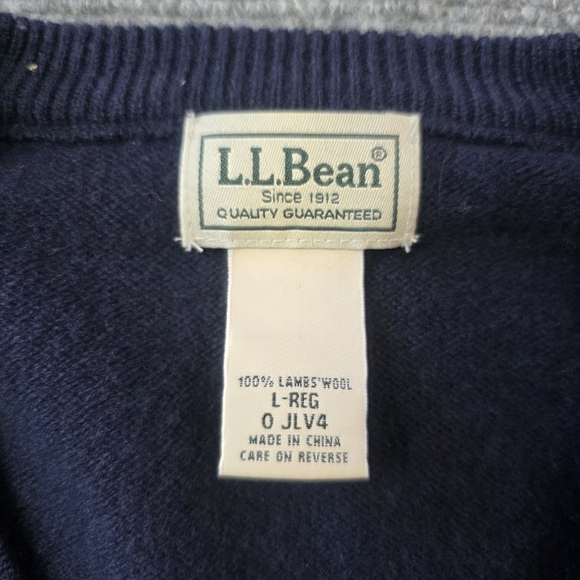 L.L.Bean®
Since 1912
QUALITY GUARANTEED
100% LAMBS'WOOL
L-REG
0 JLV4
MADE IN CHINA
CARE ON REVERSE